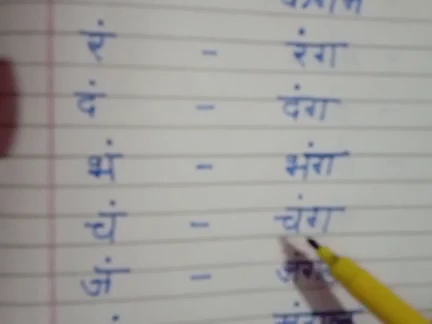 रं - रंग
दं - दंग
भं - भंग
चं - चंग
जं -